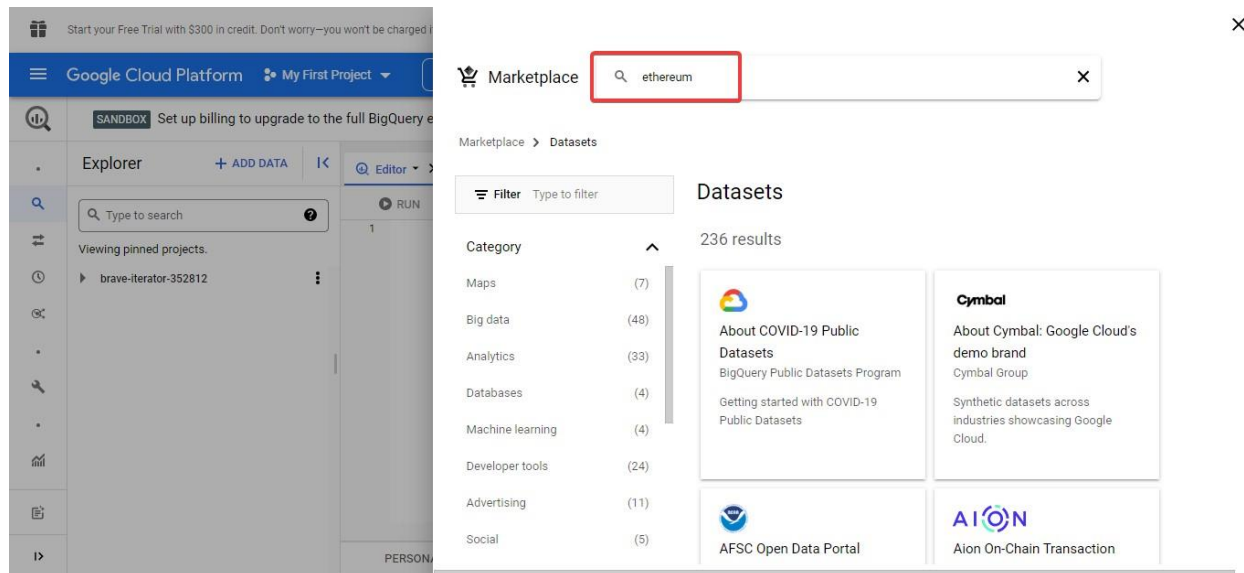 Start your Free Trial with $300 in credit. Don't worry—you won't be charged i
Google Cloud Platform
My First Project
SANDBOX Set up billing to upgrade to the full BigQuery e
Explorer
+ ADD DATA
Editor
Type to search
RUN
1
Viewing pinned projects.
brave-iterator-352812
PERSONA
Marketplace
ethereum
Marketplace > Datasets
Filter Type to filter
Category
Maps (7)
Big data (48)
Analytics (33)
Databases (4)
Machine learning (4)
Developer tools (24)
Advertising (11)
Social (5)
Datasets
236 results
About COVID-19 Public
Datasets
BigQuery Public Datasets Program
Getting started with COVID-19
Public Datasets
Cymbal
About Cymbal: Google Cloud's
demo brand
Cymbal Group
Synthetic datasets across
industries showcasing Google
Cloud.
AFSC Open Data Portal
AION
Aion On-Chain Transaction